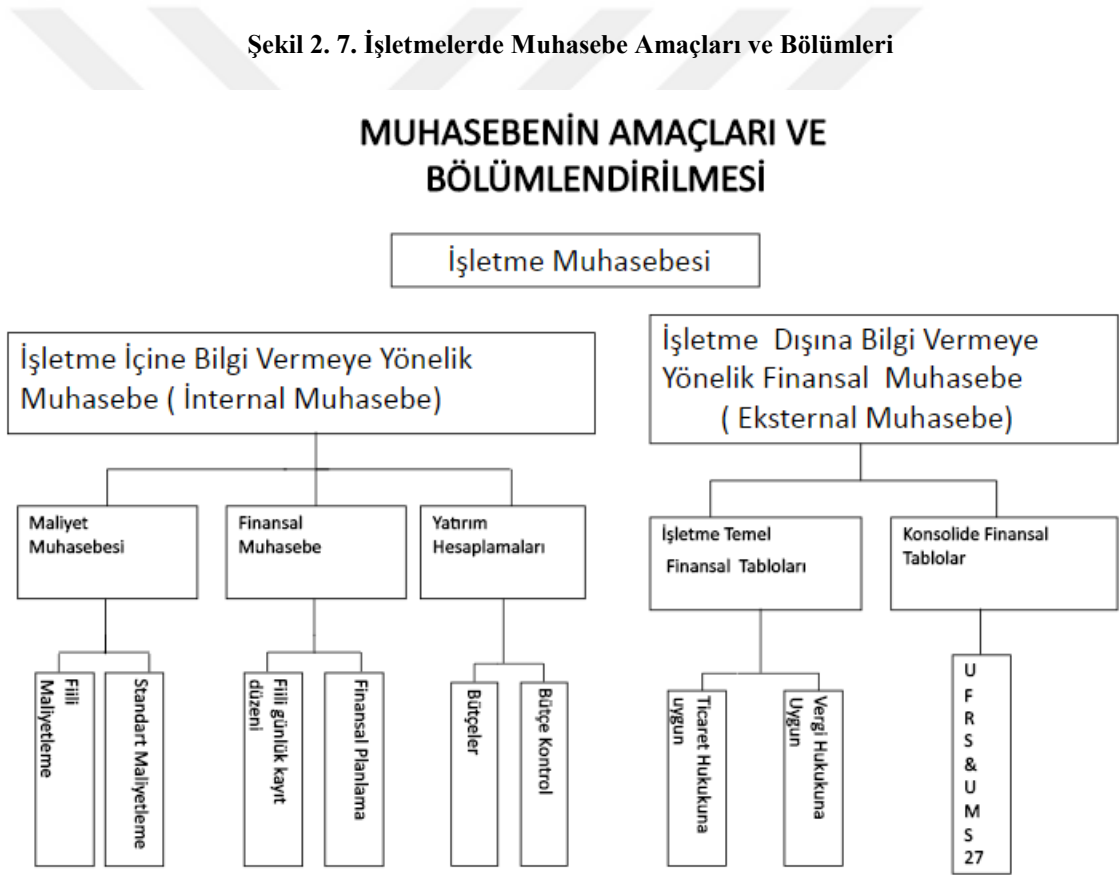 Şekil 2. 7. İşletmelerde Muhasebe Amaçları ve Bölümleri
MUHASEBENİN AMAÇLARI VE
BÖLÜMLENDİRİLMESİ
İşletme Muhasebesi
İşletme İçine Bilgi Vermeye Yönelik
Muhasebe ( İnternal Muhasebe)
İşletme Dışına Bilgi Vermeye
Yönelik Finansal Muhasebe
( Eksternal Muhasebe)
Maliyet
Muhasebesi
Finansal
Muhasebe
Yatırım
Hesaplamaları
İşletme Temel
Finansal Tabloları
Konsolide Finansal
Tablolar
Fiili
Maliyetleme
Standart Maliyetleme
Fiili günlük kayıt
düzeni
Finansal Planlama
Bütçeler
Bütçe Kontrol
Ticaret Hukukuna
uygun
Vergi Hukukuna
Uygun
U
F
R
S
&
U
M
S
27